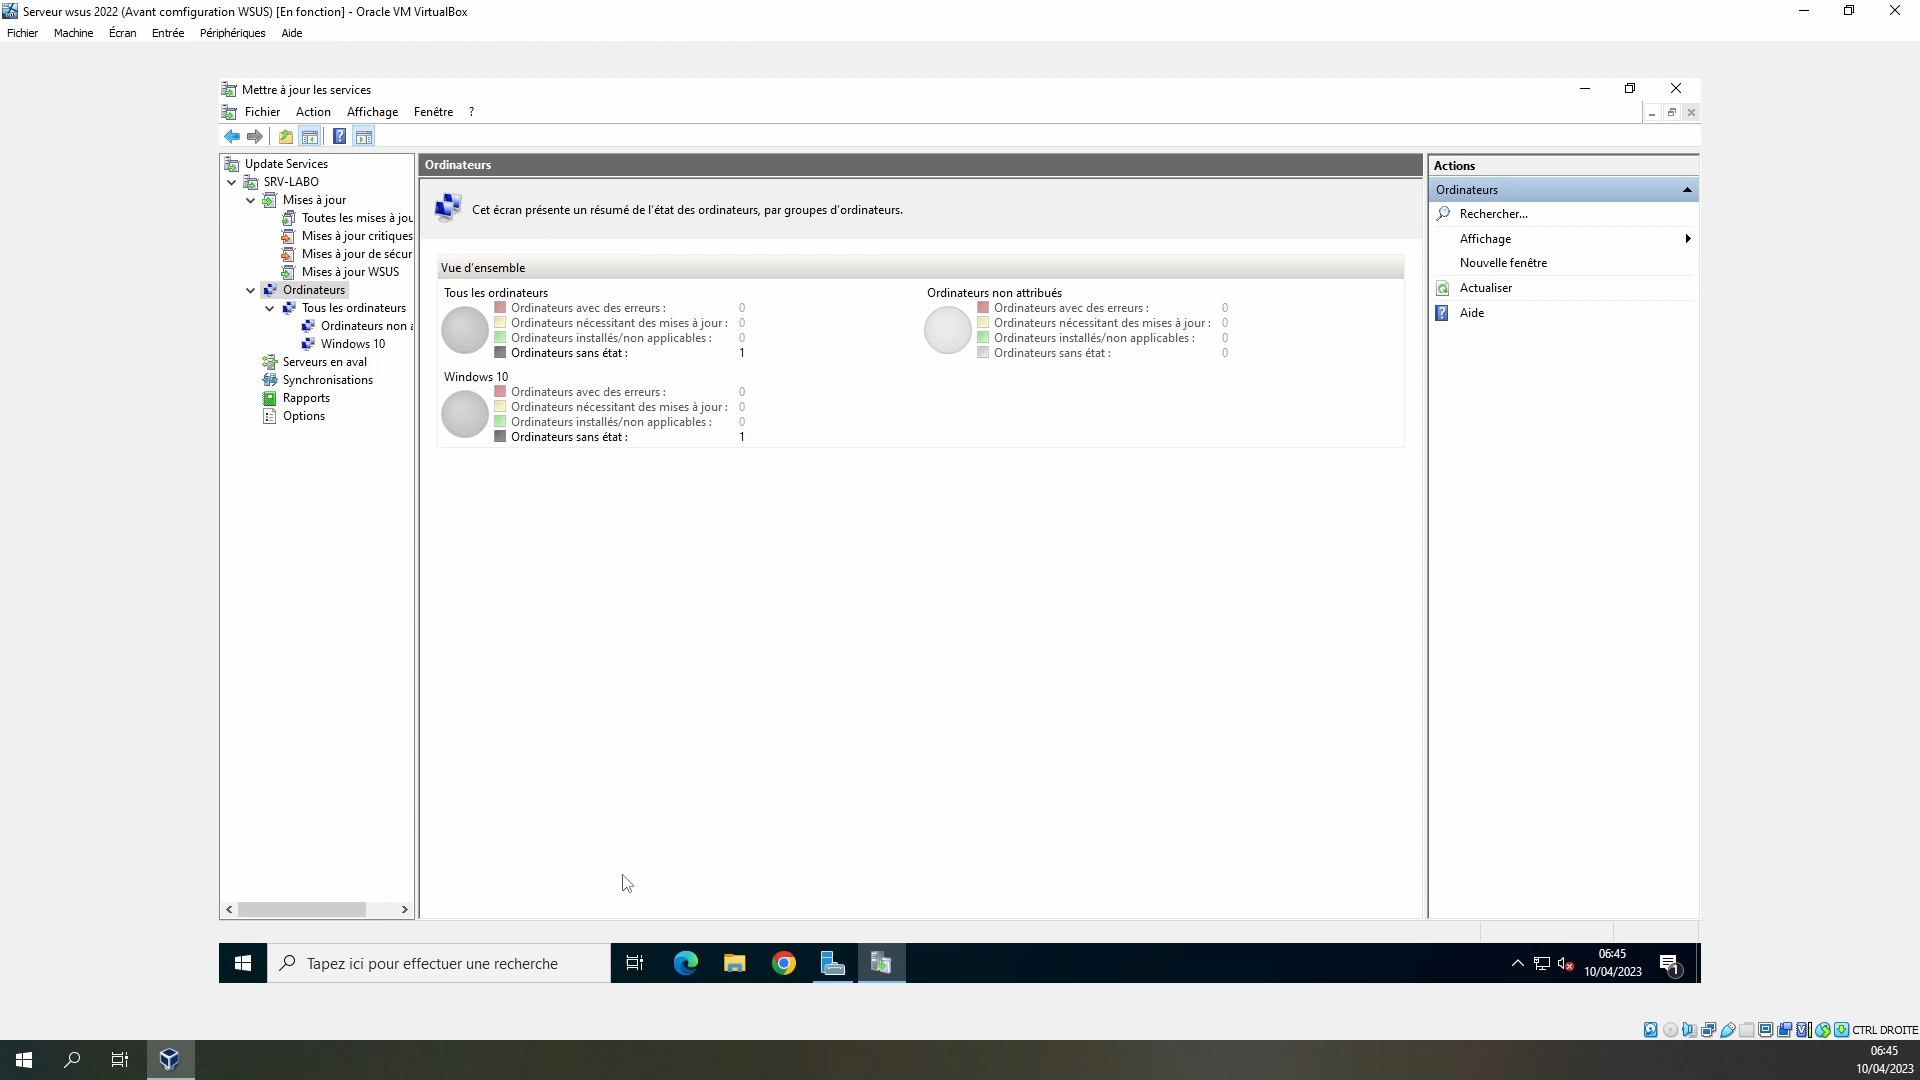 Serveur wsus 2022 (Avant comfiguration WSUS) [En fonction] - Oracle VM VirtualBox
Fichier Machine Écran Entrée Périphériques Aide
Mettre à jour les services
Fichier Action Affichage Fenêtre ?
Update Services
SRV-LABO
Mises à jour
Toutes les mises à jou
Mises à jour critiques
Mises à jour de sécur
Mises à jour WSUS
Ordinateurs
Tous les ordinateurs
Ordinateurs non a
Windows 10
Serveurs en aval
Synchronisations
Rapports
Options
Ordinateurs
Cet écran présente un résumé de l'état des ordinateurs, par groupes d'ordinateurs.
Vue d'ensemble
Tous les ordinateurs
Ordinateurs avec des erreurs : 0
Ordinateurs nécessitant des mises à jour : 0
Ordinateurs installés/non applicables : 0
Ordinateurs sans état : 1
Ordinateurs non attribués
Ordinateurs avec des erreurs : 0
Ordinateurs nécessitant des mises à jour : 0
Ordinateurs installés/non applicables : 0
Ordinateurs sans état : 0
Windows 10
Ordinateurs avec des erreurs : 0
Ordinateurs nécessitant des mises à jour : 0
Ordinateurs installés/non applicables : 0
Ordinateurs sans état : 1
Actions
Ordinateurs
Rechercher...
Affichage
Nouvelle fenêtre
Actualiser
Aide
Tapez ici pour effectuer une recherche
06:45
10/04/2023
1
CTRL DROITE
06:45
10/04/2023